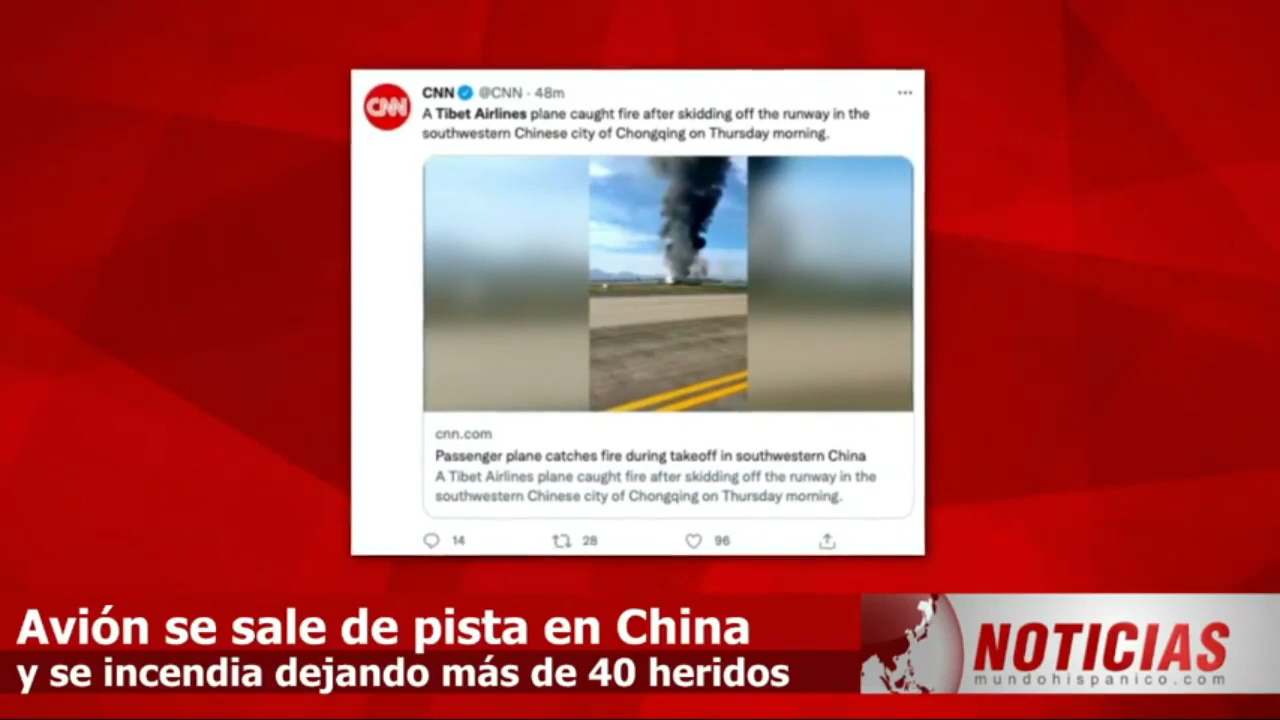 CNN @CNN · 48m
A Tibet Airlines plane caught fire after skidding off the runway in the
southwestern Chinese city of Chongqing on Thursday morning.
CNN
cnn.com
Passenger plane catches fire during takeoff in southwestern China
A Tibet Airlines plane caught fire after skidding off the runway in the
southwestern Chinese city of Chongqing on Thursday morning.
14 28 96
Avión se sale de pista en China
y se incendia dejando más de 40 heridos
NOTICIAS
mundohispanico.com